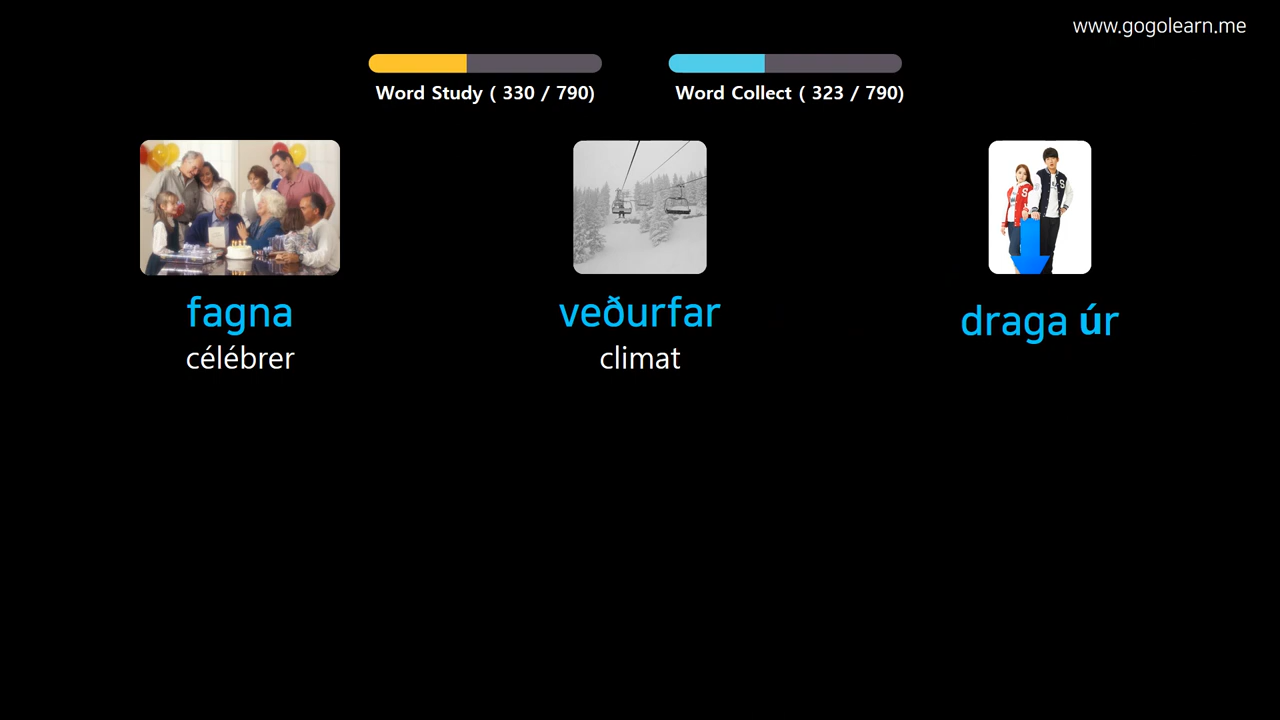 www.gogolearn.me
Word Study ( 330 / 790)
Word Collect ( 323 / 790)
fagna
célébrer
veðurfar
climat
draga úr